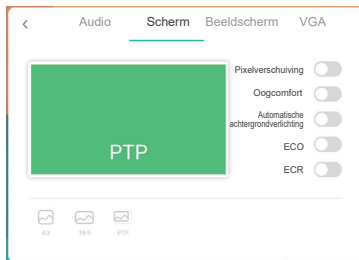 Audio Scherm Beeldscherm VGA
Pixelverschuiving
Oogcomfort
Automatische
achtergrondverlichting
PTP
ECO
ECR
4:3 16:9 PTP